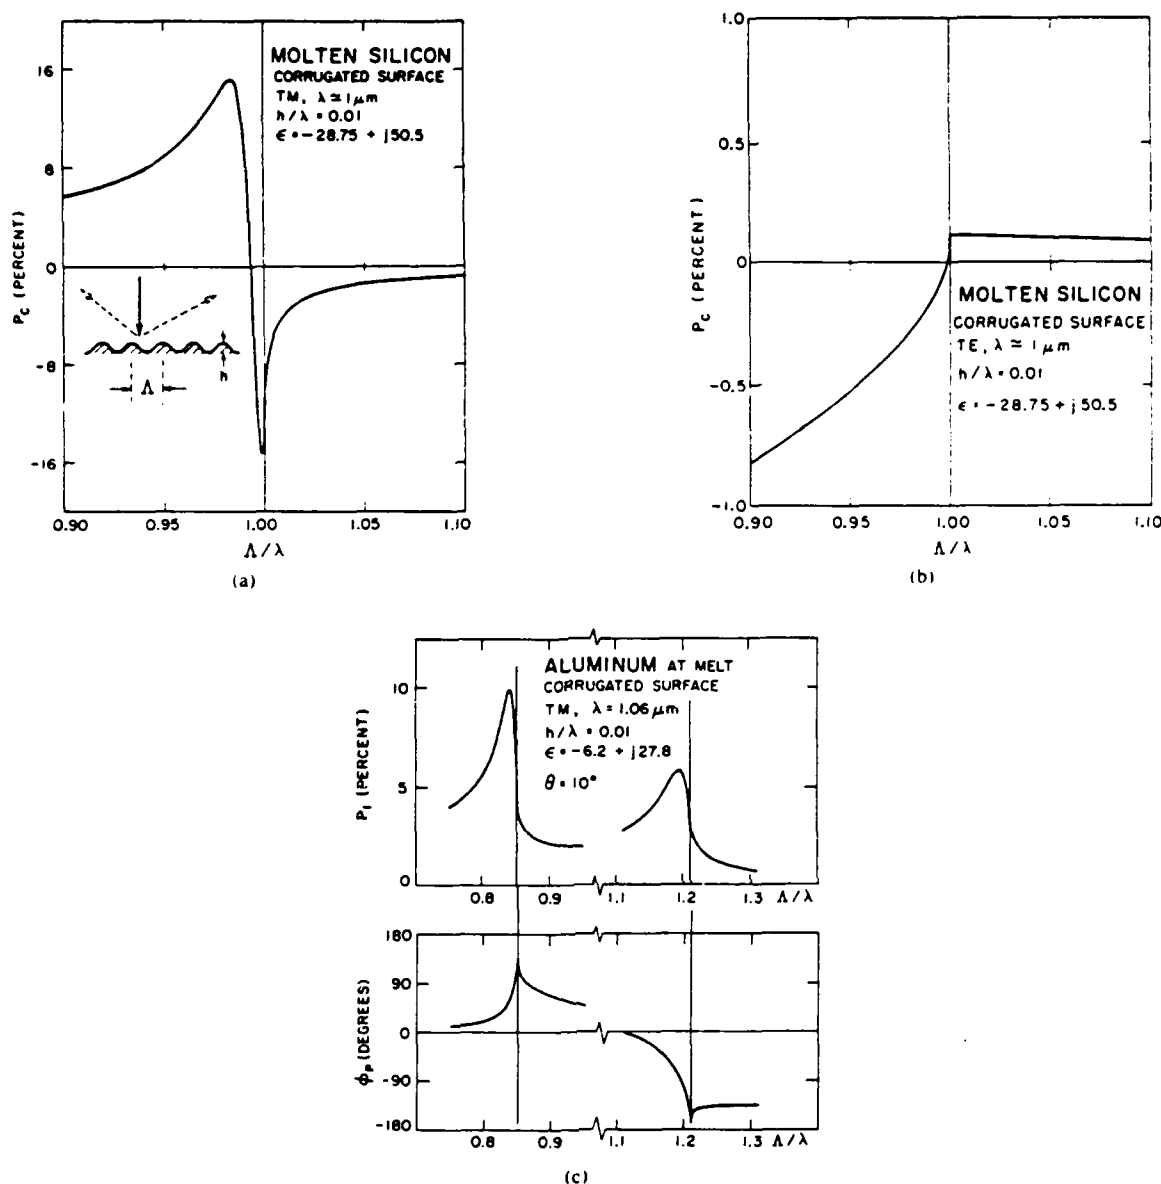 MOLTEN SILICON
CORRUGATED SURFACE
TM, λ ≃ 1 μm
h/λ = 0.01
ϵ = −28.75 + j50.5
16
8
0
-8
-16
P_C (PERCENT)
Λ
h
0.90 0.95 1.00 1.05 1.10
Λ/λ
(a)
1.0
0.5
0
-0.5
-1.0
P_C (PERCENT)
MOLTEN SILICON
CORRUGATED SURFACE
TE, λ ≃ 1 μm
h/λ = 0.01
ϵ = −28.75 + j50.5
0.90 0.95 1.00 1.05 1.10
Λ/λ
(b)
ALUMINUM AT MELT
CORRUGATED SURFACE
TM, λ = 1.06 μm
h/λ = 0.01
ϵ = −6.2 + j27.8
θ = 10°
10
5
0
P_I (PERCENT)
0.8 0.9 1.1 1.2 1.3 Λ/λ
180
90
0
-90
-180
ϕ_P (DEGREES)
0.8 0.9 1.1 1.2 1.3 Λ/λ
(c)